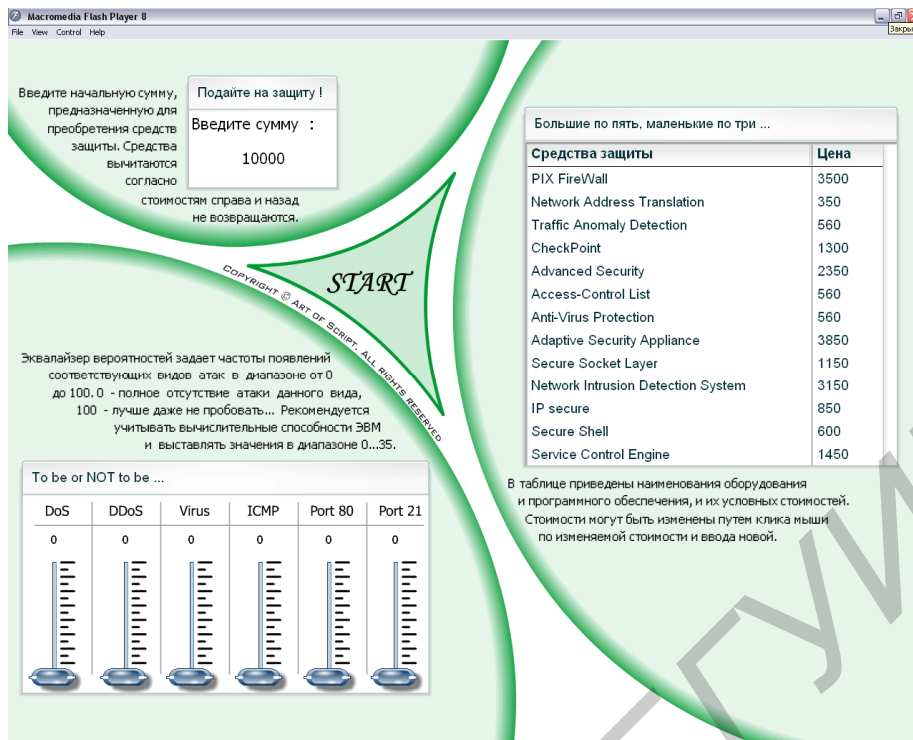 Macromedia Flash Player 8
File View Control Help
Закры
Введите начальную сумму,
предназначенную для
преобретения средств
защиты. Средства
вычитаются
согласно
стоимостям справа и назад
не возвращаются.
Подайте на защиту !
Введите сумму :
10000
START
Copyright © Art of Script. All rights reserved
Эквалайзер вероятностей задает частоты появлений
соответствующих видов атак в диапазоне от 0
до 100. 0 - полное отсутствие атаки данного вида,
100 - лучше даже не пробовать... Рекомендуется
учитывать вычислительные способности ЭВМ
и выставлять значения в диапазоне 0...35.
To be or NOT to be ...
DoS DDoS Virus ICMP Port 80 Port 21
0 0 0 0 0 0
Большие по пять, маленькие по три ...
Средства защиты Цена
PIX FireWall 3500
Network Address Translation 350
Traffic Anomaly Detection 560
CheckPoint 1300
Advanced Security 2350
Access-Control List 560
Anti-Virus Protection 560
Adaptive Security Appliance 3850
Secure Socket Layer 1150
Network Intrusion Detection System 3150
IP secure 850
Secure Shell 600
Service Control Engine 1450
В таблице приведены наименования оборудования
и программного обеспечения, и их условных стоимостей.
Стоимости могут быть изменены путем клика мыши
по изменяемой стоимости и ввода новой.